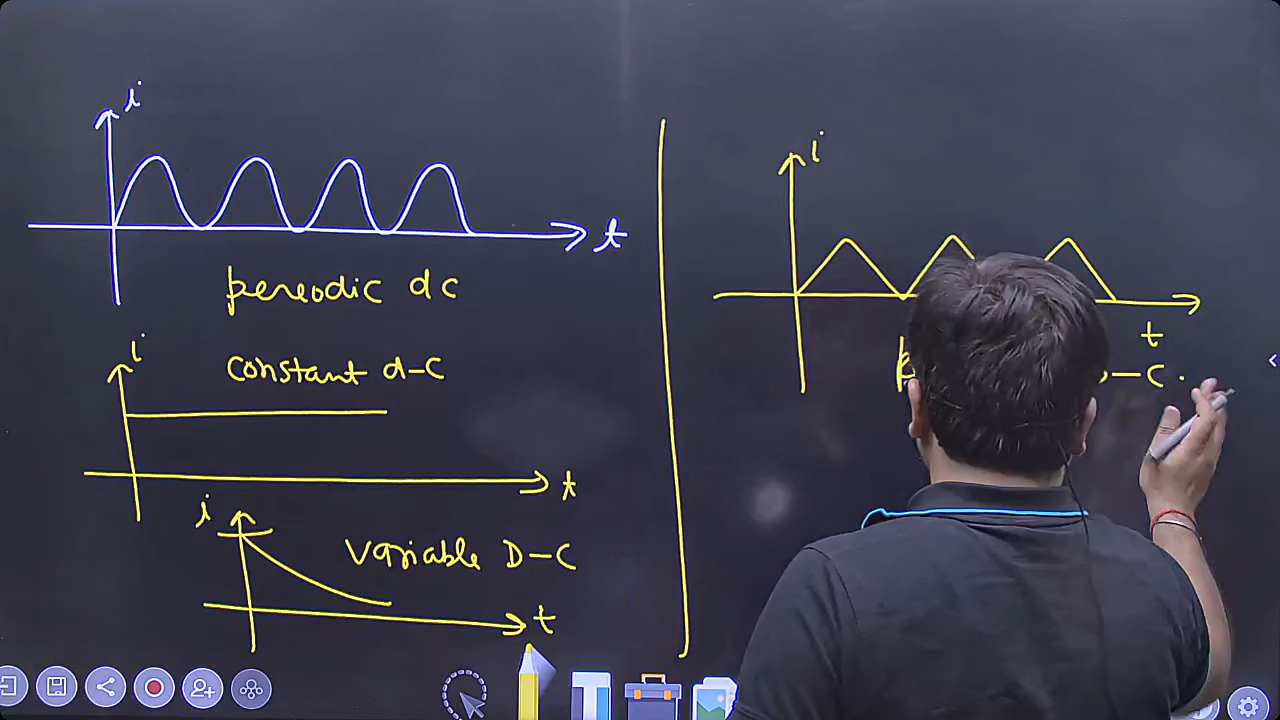 i
t
pereodic dc
i
constant d-C
t
i
variable D-C
t
i
t
-C.